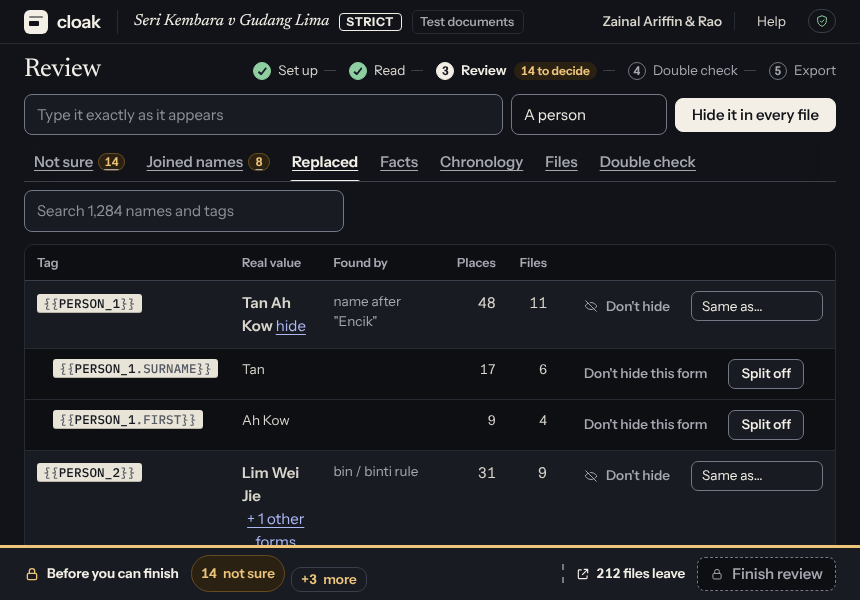 cloak Seri Kembara v Gudang Lima STRICT Test documents Zainal Ariffin & Rao Help
Review Set up Read 3 Review 14 to decide 4 Double check 5 Export
Type it exactly as it appears A person Hide it in every file
Not sure 14 Joined names 8 Replaced Facts Chronology Files Double check
Search 1,284 names and tags
Tag Real value Found by Places Files
{{PERSON_1}} Tan Ah name after 48 11 Don't hide Same as...
Kow hide "Encik"
{{PERSON_1.SURNAME}} Tan 17 6 Don't hide this form Split off
{{PERSON_1.FIRST}} Ah Kow 9 4 Don't hide this form Split off
{{PERSON_2}} Lim Wei bin / binti rule 31 9 Don't hide Same as...
Jie
+ 1 other
forms
Before you can finish 14 not sure +3 more 212 files leave Finish review